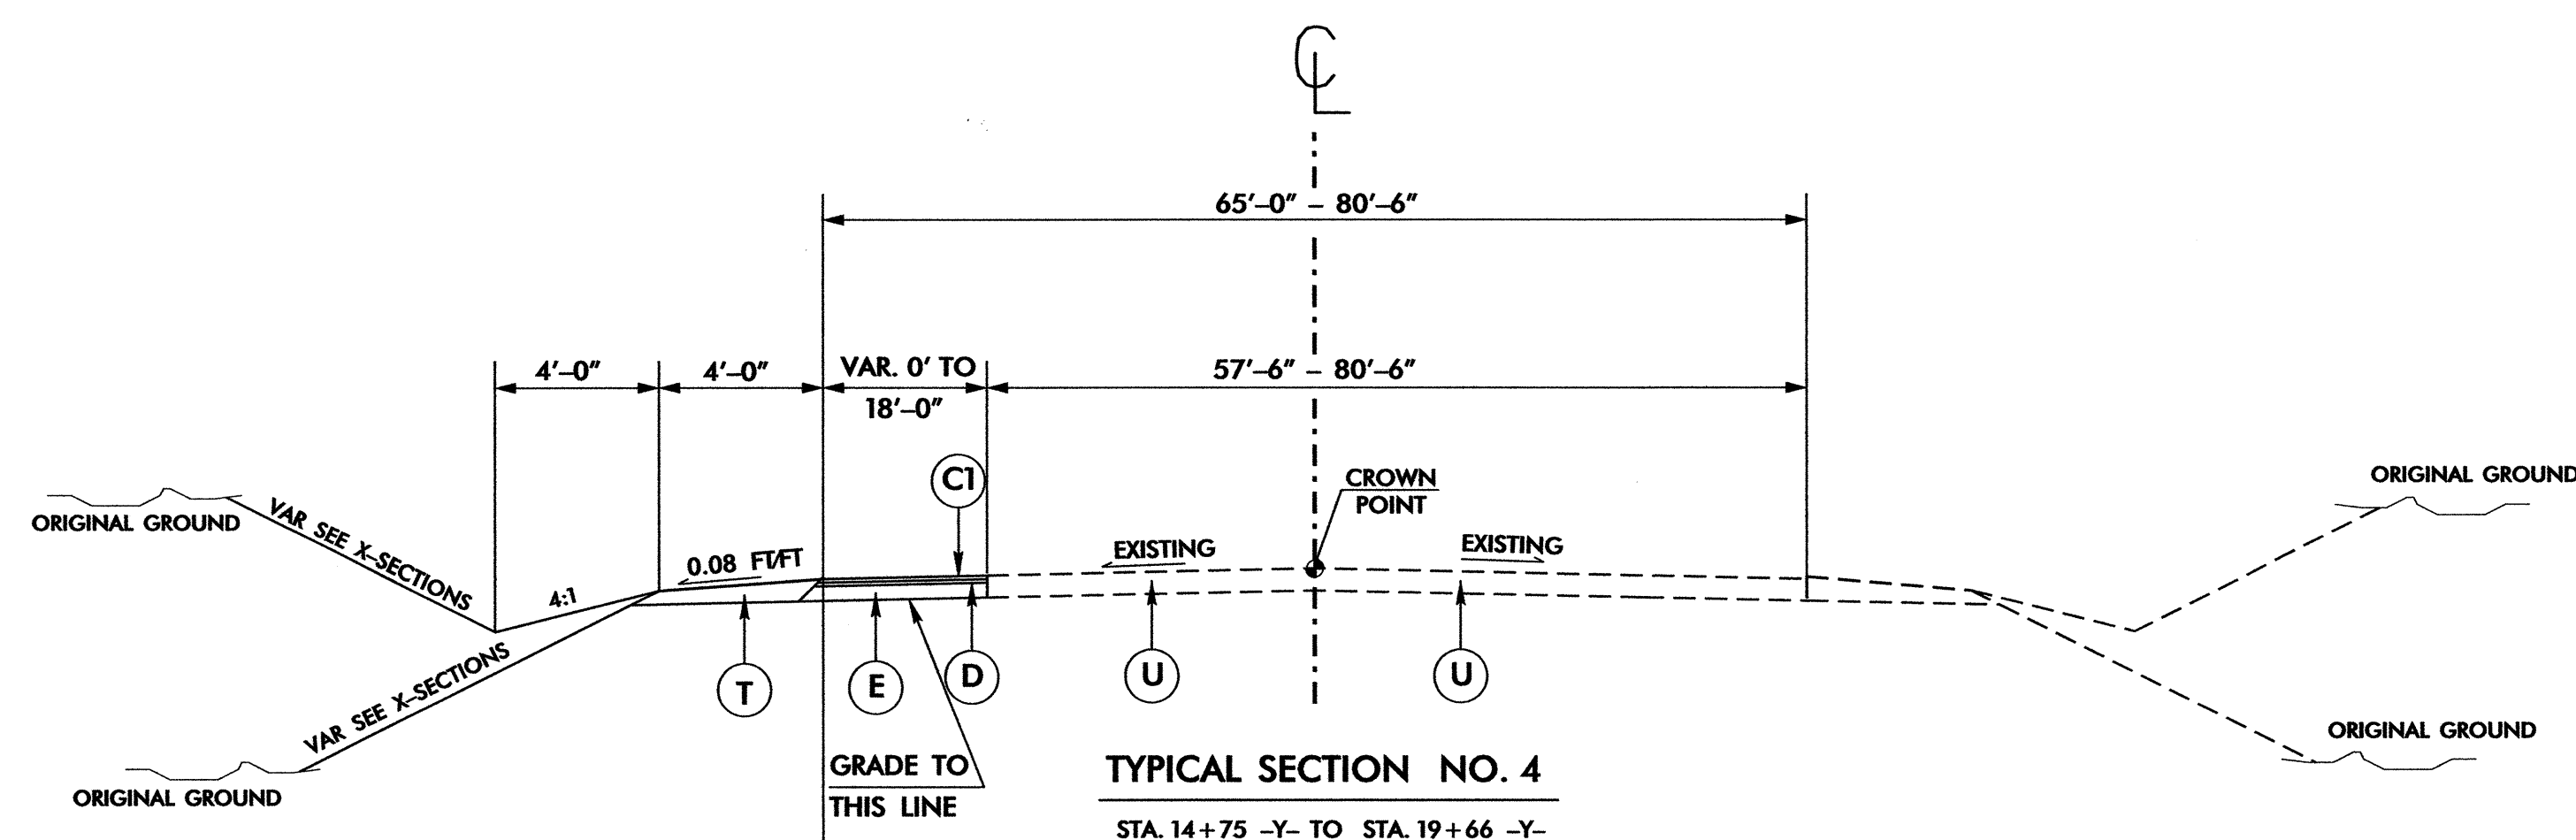 CL
65'-0" - 80'-6"
4'-0"
4'-0"
VAR. 0' TO
18'-0"
57'-6" - 80'-6"
C1
CROWN
POINT
ORIGINAL GROUND
ORIGINAL GROUND
VAR SEE X-SECTIONS
4:1
0.08 FT/FT
EXISTING
EXISTING
VAR SEE X-SECTIONS
T
E
D
U
U
ORIGINAL GROUND
ORIGINAL GROUND
GRADE TO
THIS LINE
TYPICAL SECTION NO. 4
STA. 14+75 -Y- TO STA. 19+66 -Y-